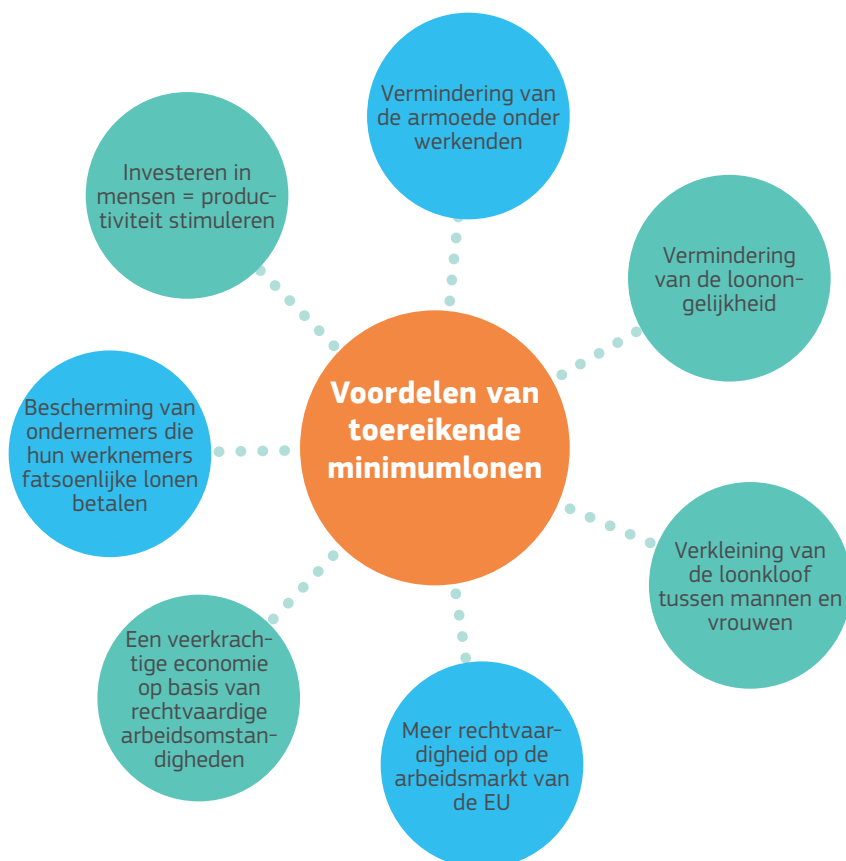 Voordelen van
toereikende
minimumlonen
Vermindering van
de armoede onder
werkenden
Vermindering
van de loonon-
gelijkheid
Verkleining van
de loonkloof
tussen mannen en
vrouwen
Meer rechtvaar-
digheid op de
arbeidsmarkt van
de EU
Een veerkrach-
tige economie
op basis van
rechtvaardige
arbeidsomstan-
digheden
Bescherming van
ondernemers die
hun werknemers
fatsoenlijke lonen
betalen
Investeren in
mensen = produc-
tiviteit stimuleren